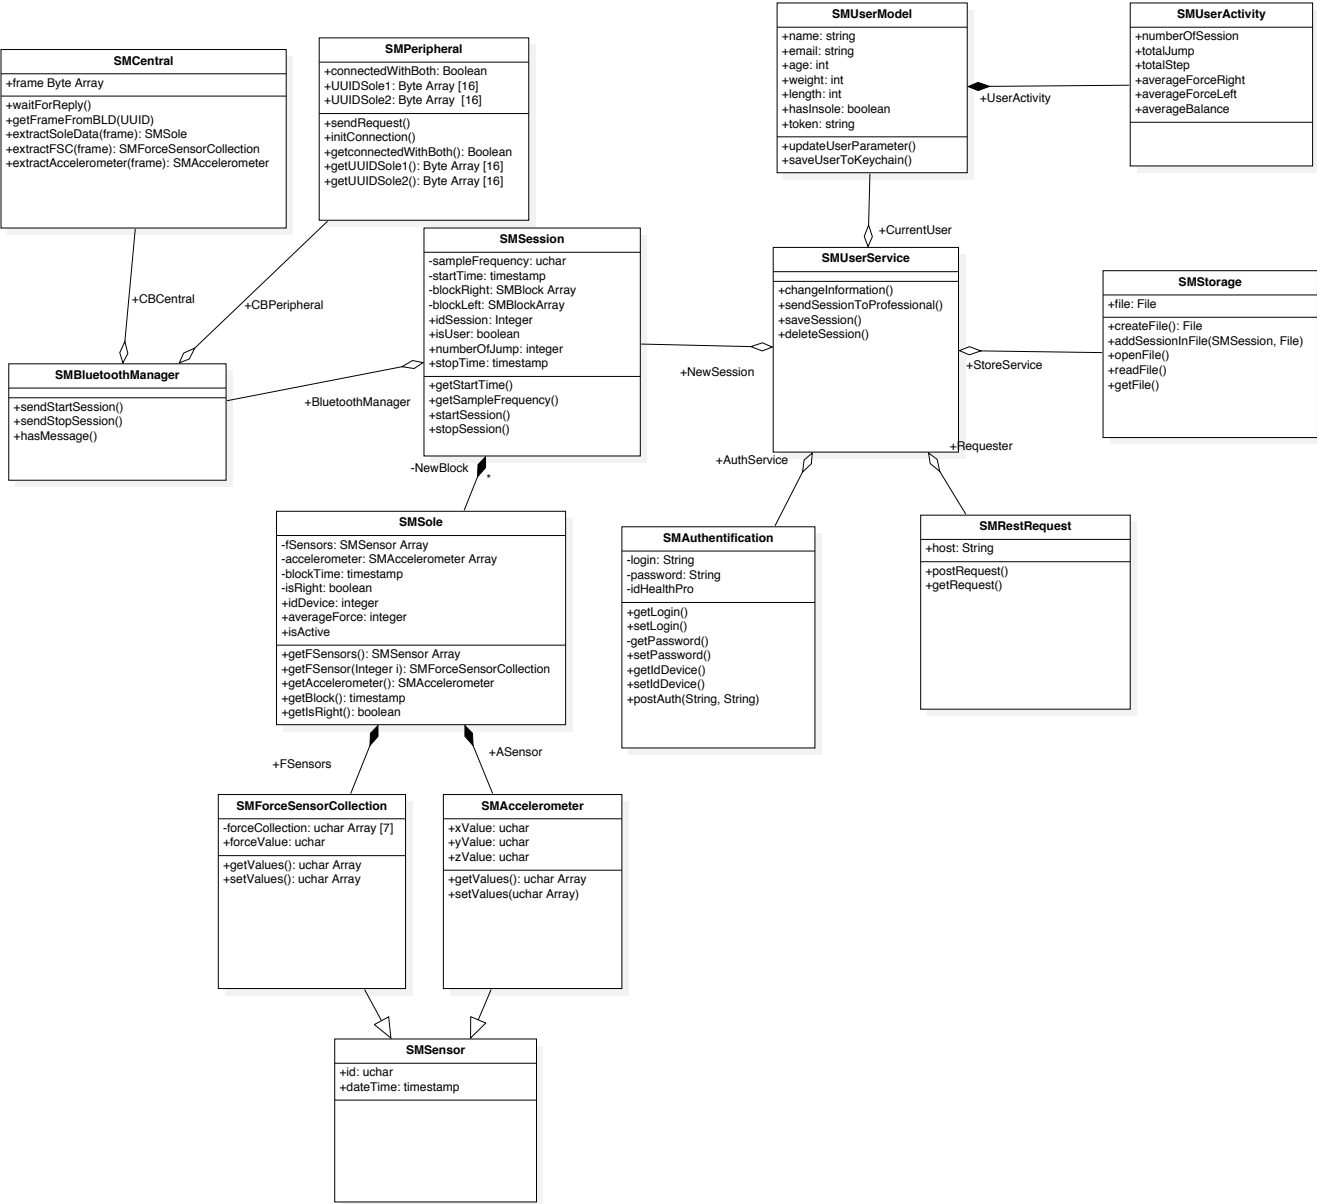 SMCentral
+frame Byte Array
+waitForReply()
+getFrameFromBLD(UUID)
+extractSoleData(frame): SMSole
+extractFSC(frame): SMForceSensorCollection
+extractAccelerometer(frame): SMAccelerometer
SMPeripheral
+connectedWithBoth: Boolean
+UUIDSole1: Byte Array [16]
+UUIDSole2: Byte Array  [16]
+sendRequest()
+initConnection()
+getconnectedWithBoth(): Boolean
+getUUIDSole1(): Byte Array [16]
+getUUIDSole2(): Byte Array [16]
SMUserModel
+name: string
+email: string
+age: int
+weight: int
+length: int
+hasInsole: boolean
+token: string
+updateUserParameter()
+saveUserToKeychain()
+UserActivity
SMUserActivity
+numberOfSession
+totalJump
+totalStep
+averageForceRight
+averageForceLeft
+averageBalance
+CBCentral
+CBPeripheral
+CurrentUser
SMBluetoothManager
+sendStartSession()
+sendStopSession()
+hasMessage()
+BluetoothManager
SMSession
-sampleFrequency: uchar
-startTime: timestamp
-blockRight: SMBlock Array
-blockLeft: SMBlockArray
+idSession: Integer
+isUser: boolean
+numberOfJump: integer
+stopTime: timestamp
+getStartTime()
+getSampleFrequency()
+startSession()
+stopSession()
+NewSession
SMUserService
+changeInformation()
+sendSessionToProfessional()
+saveSession()
+deleteSession()
+StoreService
SMStorage
+file: File
+createFile(): File
+addSessionInFile(SMSession, File)
+openFile()
+readFile()
+getFile()
-NewBlock
*
+AuthService
+Requester
SMSole
-fSensors: SMSensor Array
-accelerometer: SMAccelerometer Array
-blockTime: timestamp
-isRight: boolean
+idDevice: integer
+averageForce: integer
+isActive
+getFSensors(): SMSensor Array
+getFSensor(Integer i): SMForceSensorCollection
+getAccelerometer(): SMAccelerometer
+getBlock(): timestamp
+getIsRight(): boolean
SMAuthentification
-login: String
-password: String
-idHealthPro
+getLogin()
+setLogin()
-getPassword()
+setPassword()
+getIdDevice()
+setIdDevice()
+postAuth(String, String)
SMRestRequest
+host: String
+postRequest()
+getRequest()
+FSensors
+ASensor
SMForceSensorCollection
-forceCollection: uchar Array [7]
+forceValue: uchar
+getValues(): uchar Array
+setValues(): uchar Array
SMAccelerometer
+xValue: uchar
+yValue: uchar
+zValue: uchar
+getValues(): uchar Array
+setValues(uchar Array)
SMSensor
+id: uchar
+dateTime: timestamp